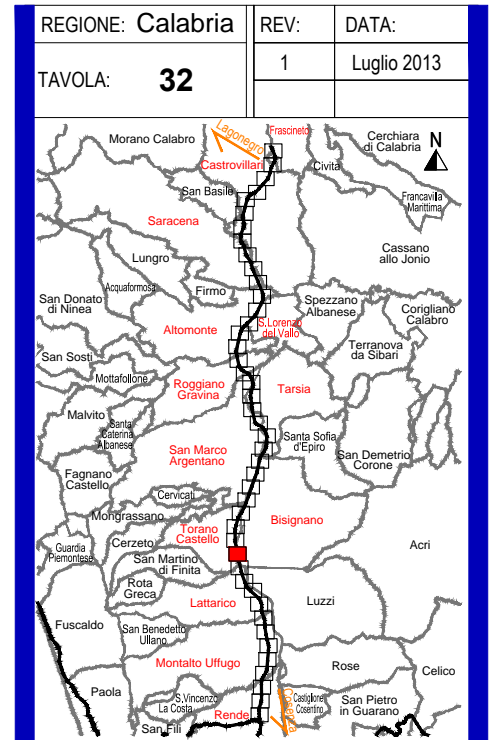 REGIONE: Calabria
REV:
DATA:
TAVOLA: 32
1
Luglio 2013
Lagonegro
Frascineto
Morano Calabro
Cerchiara
di Calabria
N
Castrovillari
Civita
San Basile
Francavilla
Marittima
Saracena
Lungro
Cassano
allo Jonio
Acquaformosa
Firmo
San Donato
di Ninea
Spezzano
Albanese
Corigliano
Calabro
S.Lorenzo
del Vallo
Altomonte
Terranova
da Sibari
San Sosti
Mottafollone
Roggiano
Gravina
Tarsia
Malvito
Santa
Caterina
Albanese
Santa Sofia
d'Epiro
San Marco
Argentano
San Demetrio
Corone
Fagnano
Castello
Cervicati
Mongrassano
Bisignano
Torano
Castello
Guardia
Piemontese
Cerzeto
Acri
San Martino
di Finita
Rota
Greca
Lattarico
Luzzi
Fuscaldo
San Benedetto
Ullano
Montalto Uffugo
Rose
Celico
Paola
S.Vincenzo
La Costa
Cosenza
Castiglione
Cosentino
San Pietro
in Guarano
Rende
San Fili